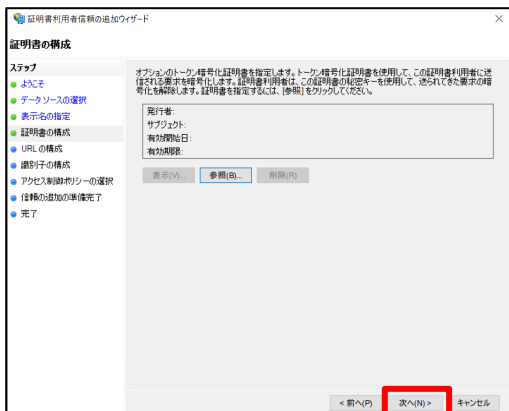 証明書利用者信頼の追加ウィザード
証明書の構成
ステップ
ようこそ
データ ソースの選択
表示名の指定
証明書の構成
URL の構成
識別子の構成
アクセス制御ポリシーの選択
信頼の追加の準備完了
完了
オプションのトークン暗号化証明書を指定します。トークン暗号化証明書を使用して、この証明書利用者に送
信される要求を暗号化します。証明書利用者は、この証明書の秘密キーを使用して、送られてきた要求の暗
号化を解除します。証明書を指定するには、[参照] をクリックしてください。
発行者:
サブジェクト:
有効開始日:
有効期限:
表示(V)... 参照(B)... 削除(R)
< 前へ(P) 次へ(N) > キャンセル